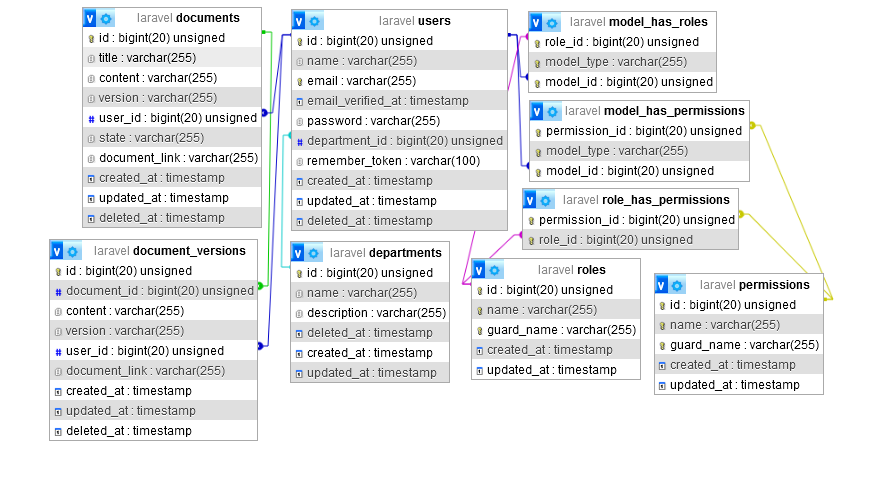 V laravel documents
id : bigint(20) unsigned
title : varchar(255)
content : varchar(255)
version : varchar(255)
# user_id : bigint(20) unsigned
state : varchar(255)
document_link : varchar(255)
created_at : timestamp
updated_at : timestamp
deleted_at : timestamp
V laravel users
id : bigint(20) unsigned
name : varchar(255)
email : varchar(255)
email_verified_at : timestamp
password : varchar(255)
# department_id : bigint(20) unsigned
remember_token : varchar(100)
created_at : timestamp
updated_at : timestamp
deleted_at : timestamp
V laravel model_has_roles
role_id : bigint(20) unsigned
model_type : varchar(255)
model_id : bigint(20) unsigned
V laravel model_has_permissions
permission_id : bigint(20) unsigned
model_type : varchar(255)
model_id : bigint(20) unsigned
V laravel role_has_permissions
permission_id : bigint(20) unsigned
role_id : bigint(20) unsigned
V laravel document_versions
id : bigint(20) unsigned
# document_id : bigint(20) unsigned
content : varchar(255)
version : varchar(255)
# user_id : bigint(20) unsigned
document_link : varchar(255)
created_at : timestamp
updated_at : timestamp
deleted_at : timestamp
V laravel departments
id : bigint(20) unsigned
name : varchar(255)
description : varchar(255)
deleted_at : timestamp
created_at : timestamp
updated_at : timestamp
V laravel roles
id : bigint(20) unsigned
name : varchar(255)
guard_name : varchar(255)
created_at : timestamp
updated_at : timestamp
V laravel permissions
id : bigint(20) unsigned
name : varchar(255)
guard_name : varchar(255)
created_at : timestamp
updated_at : timestamp